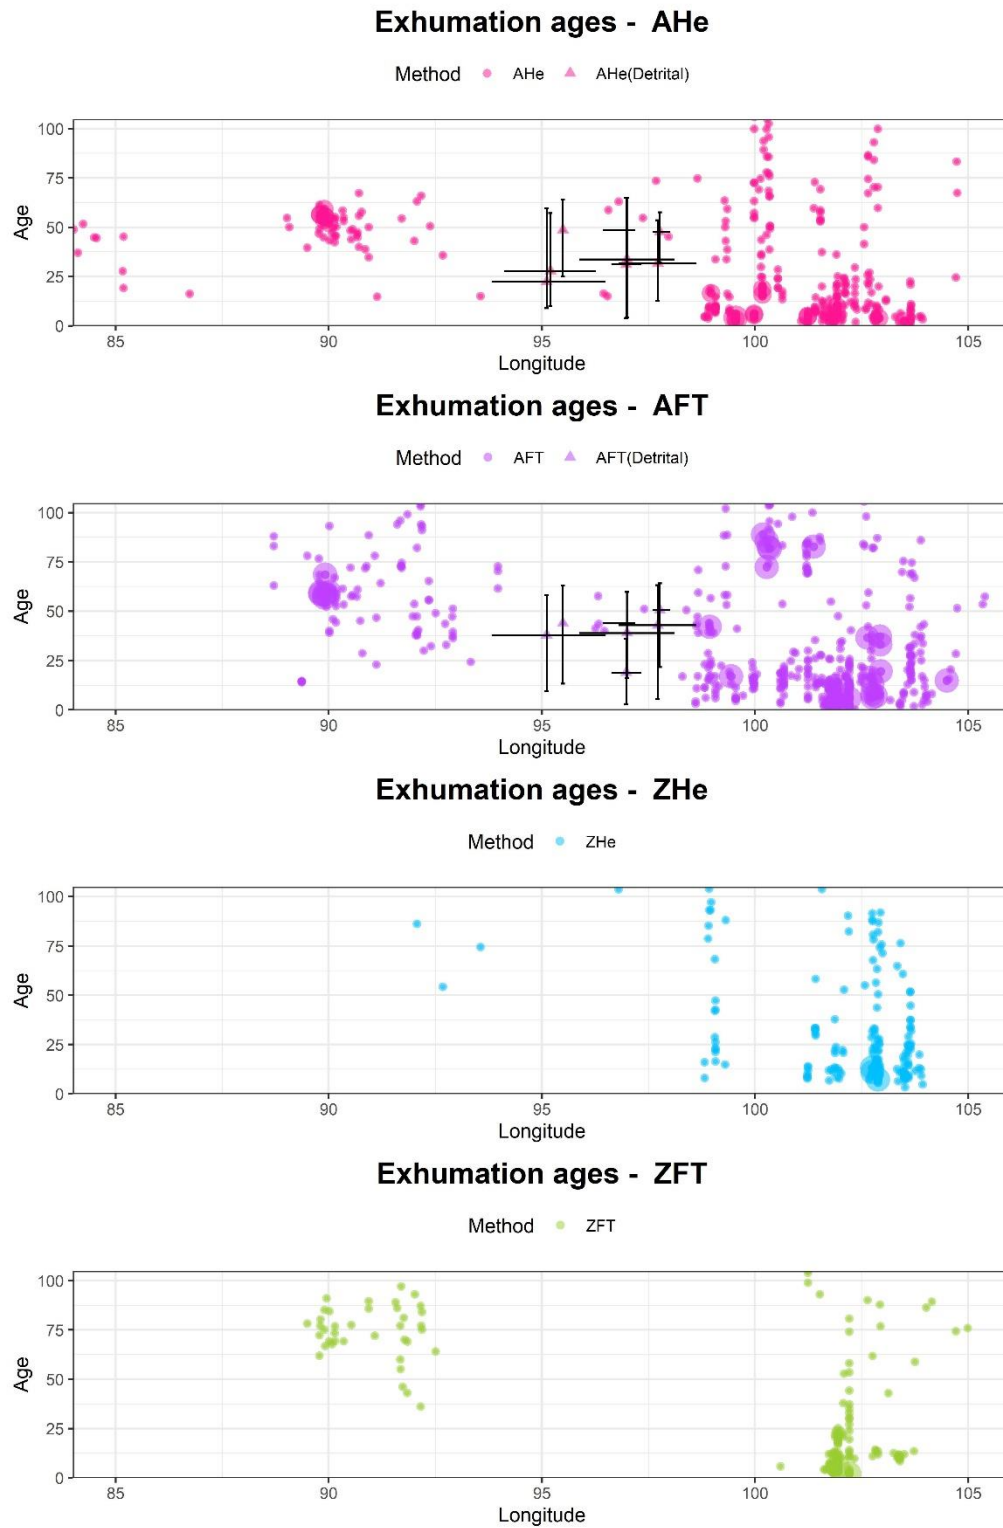 Exhumation ages -  AHe
Method AHe AHe(Detrital)
100
75
50
25
0
Age
85 90 95 100 105
Longitude
Exhumation ages -  AFT
Method AFT AFT(Detrital)
100
75
50
25
0
Age
85 90 95 100 105
Longitude
Exhumation ages -  ZHe
Method ZHe
100
75
50
25
0
Age
85 90 95 100 105
Longitude
Exhumation ages -  ZFT
Method ZFT
100
75
50
25
0
Age
85 90 95 100 105
Longitude